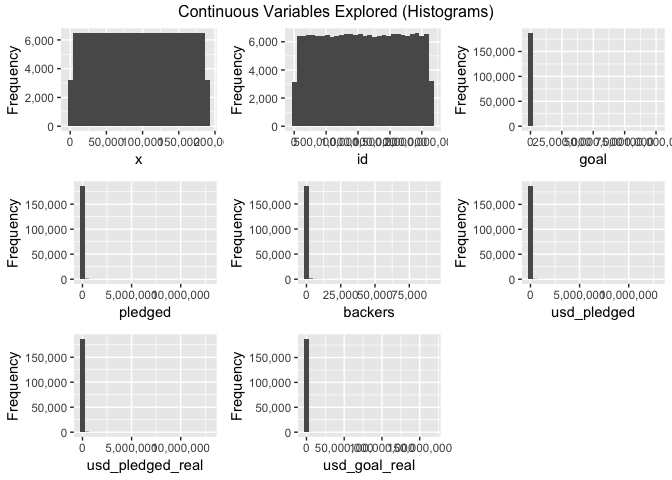 Continuous Variables Explored (Histograms)
Frequency
6,000
4,000
2,000
0
0 50,000 100,000 150,000
x
Frequency
6,000
4,000
2,000
0
id
Frequency
150,000
100,000
50,000
0
0
goal
Frequency
150,000
100,000
50,000
0
0 5,000,000 10,000,000
pledged
Frequency
150,000
100,000
50,000
0
0 25,000 50,000 75,000
backers
Frequency
150,000
100,000
50,000
0
0 5,000,000 10,000,000
usd_pledged
Frequency
150,000
100,000
50,000
0
0 5,000,000 10,000,000
usd_pledged_real
Frequency
150,000
100,000
50,000
0
0
usd_goal_real